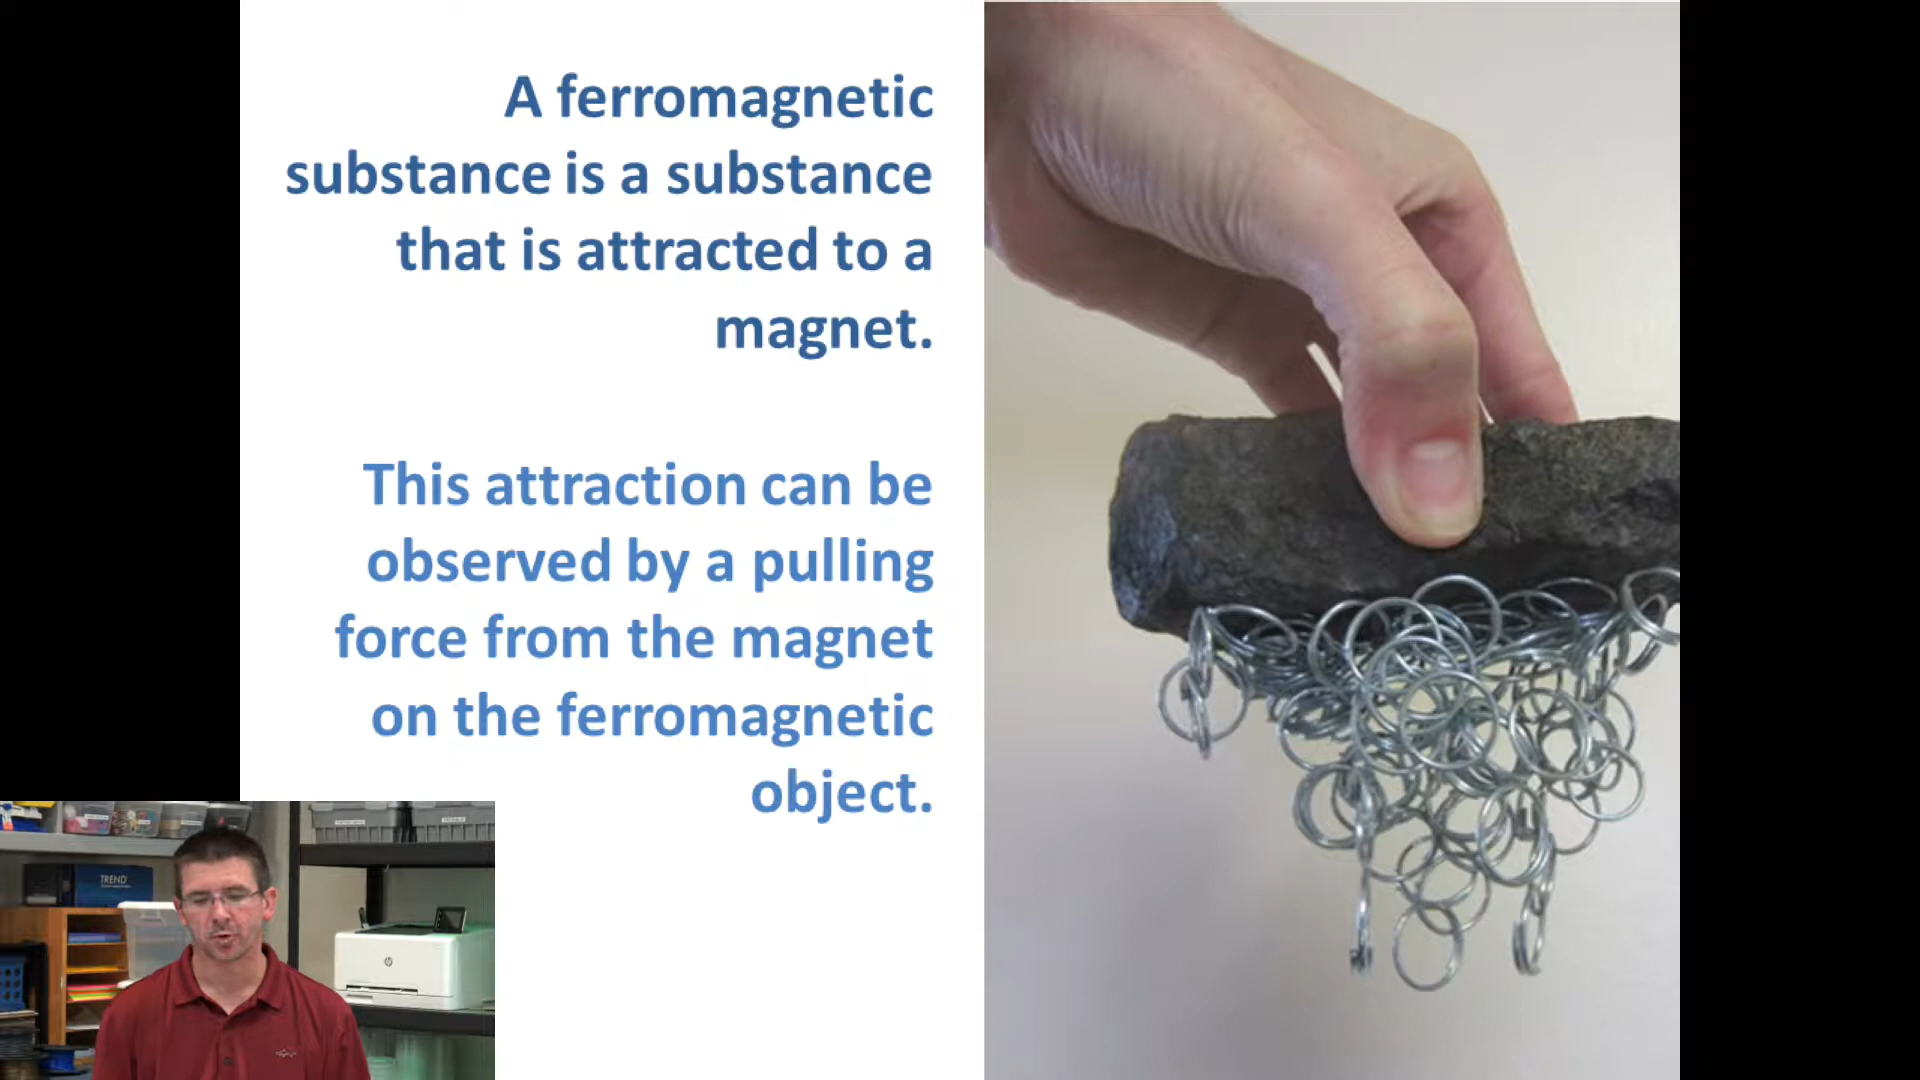 A ferromagnetic
substance is a substance
that is attracted to a
magnet.
This attraction can be
observed by a pulling
force from the magnet
on the ferromagnetic
object.
TREND
hp